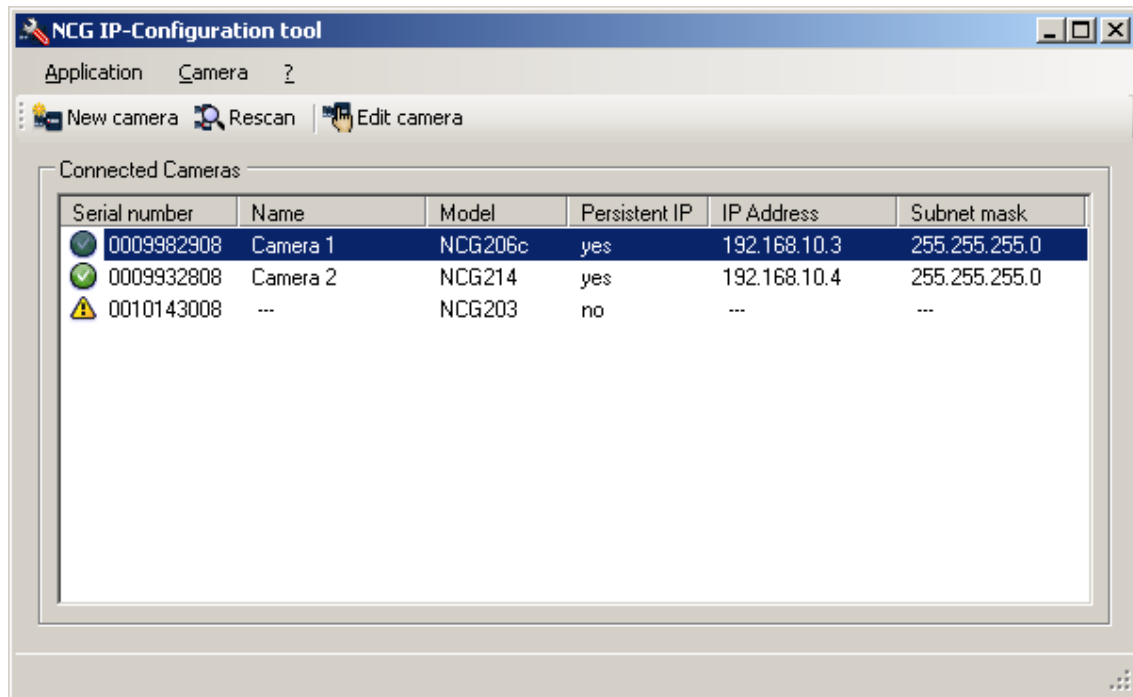 NCG IP-Configuration tool
Application Camera ?
New camera Rescan Edit camera
Connected Cameras
Serial number Name Model Persistent IP IP Address Subnet mask
0009982908 Camera 1 NCG206c yes 192.168.10.3 255.255.255.0
0009932808 Camera 2 NCG214 yes 192.168.10.4 255.255.255.0
0010143008 --- NCG203 no --- ---